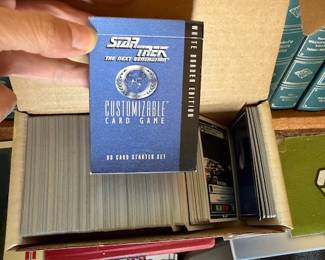 STAR TREK
THE NEXT GENERATION
CUSTOMIZABLE
CARD GAME
60 CARD STARTER SET
WHITE BORDER EDITION